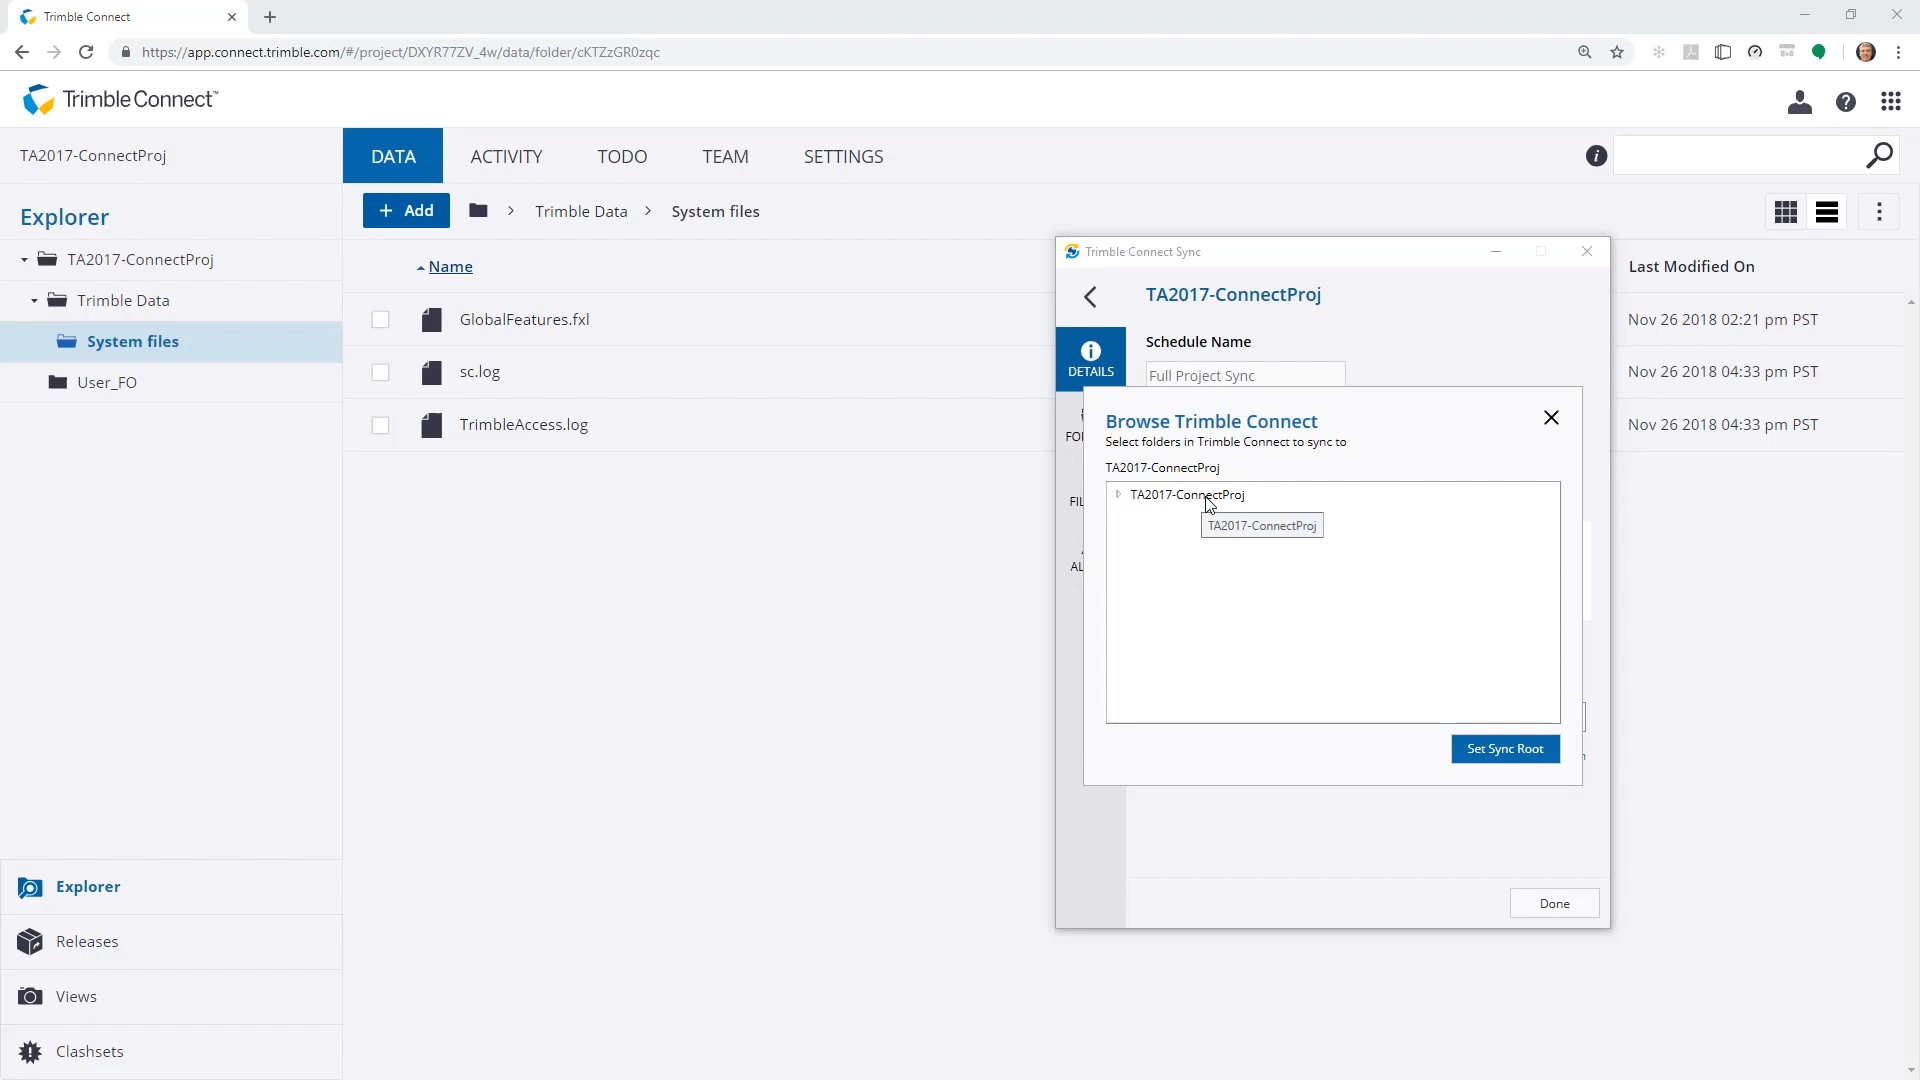 Trimble Connect
https://app.connect.trimble.com/#/project/DXYR77ZV_4w/data/folder/cKTZzGR0zqc
Trimble Connect™
TA2017-ConnectProj
DATA
ACTIVITY
TODO
TEAM
SETTINGS
Explorer
+ Add
> Trimble Data > System files
TA2017-ConnectProj
Trimble Data
System files
User_FO
Name
Last Modified On
GlobalFeatures.fxl
Nov 26 2018 02:21 pm PST
sc.log
Nov 26 2018 04:33 pm PST
TrimbleAccess.log
Nov 26 2018 04:33 pm PST
Trimble Connect Sync
TA2017-ConnectProj
DETAILS
Schedule Name
Full Project Sync
FO
FIL
AL
Browse Trimble Connect
Select folders in Trimble Connect to sync to
TA2017-ConnectProj
TA2017-ConnectProj
TA2017-ConnectProj
Set Sync Root
Done
Explorer
Releases
Views
Clashsets